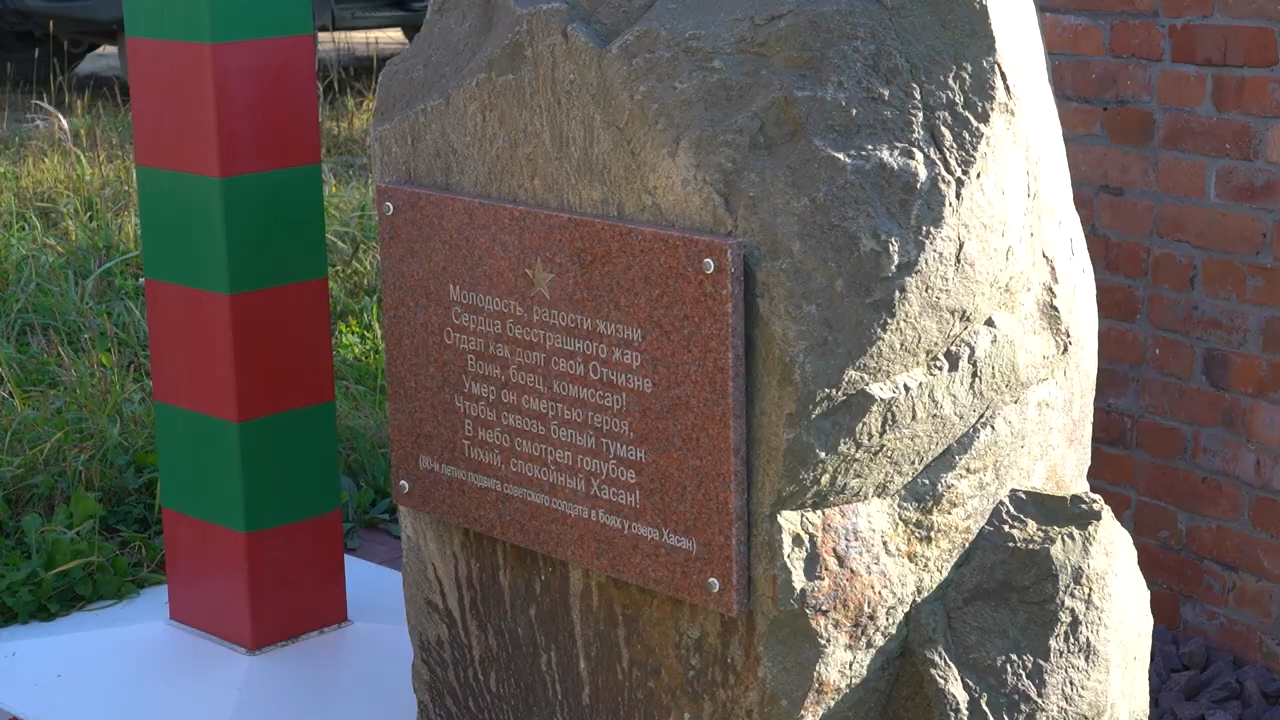 Молодость, радости жизни
Сердца бесстрашного жар
Отдал как долг свой Отчизне
Воин, боец, комиссар!
Умер он смертью героя,
Чтобы сквозь белый туман
В небо смотрел голубое
Тихий, спокойный Хасан!
(80-и летию подвига советского солдата в боях у озера Хасан)